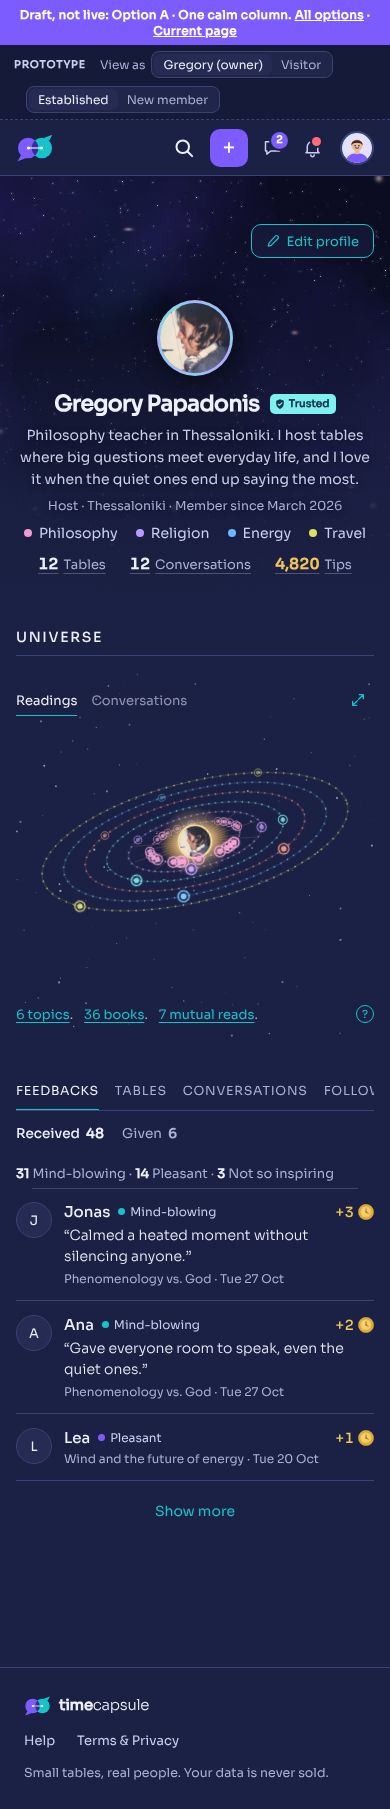 Draft, not live: Option A · One calm column. All options ·
Current page
PROTOTYPE View as Gregory (owner) Visitor
Established New member
+ 2
Edit profile
Gregory Papadonis Trusted
Philosophy teacher in Thessaloniki. I host tables
where big questions meet everyday life, and I love
it when the quiet ones end up saying the most.
Host · Thessaloniki · Member since March 2026
Philosophy Religion Energy Travel
12 Tables 12 Conversations 4,820 Tips
UNIVERSE
Readings Conversations
6 topics. 36 books. 7 mutual reads. ?
FEEDBACKS TABLES CONVERSATIONS FOLLOW
Received 48 Given 6
31 Mind-blowing · 14 Pleasant · 3 Not so inspiring
J Jonas Mind-blowing +3
“Calmed a heated moment without
silencing anyone.”
Phenomenology vs. God · Tue 27 Oct
A Ana Mind-blowing +2
“Gave everyone room to speak, even the
quiet ones.”
Phenomenology vs. God · Tue 27 Oct
L Lea Pleasant +1
Wind and the future of energy · Tue 20 Oct
Show more
timecapsule
Help Terms & Privacy
Small tables, real people. Your data is never sold.